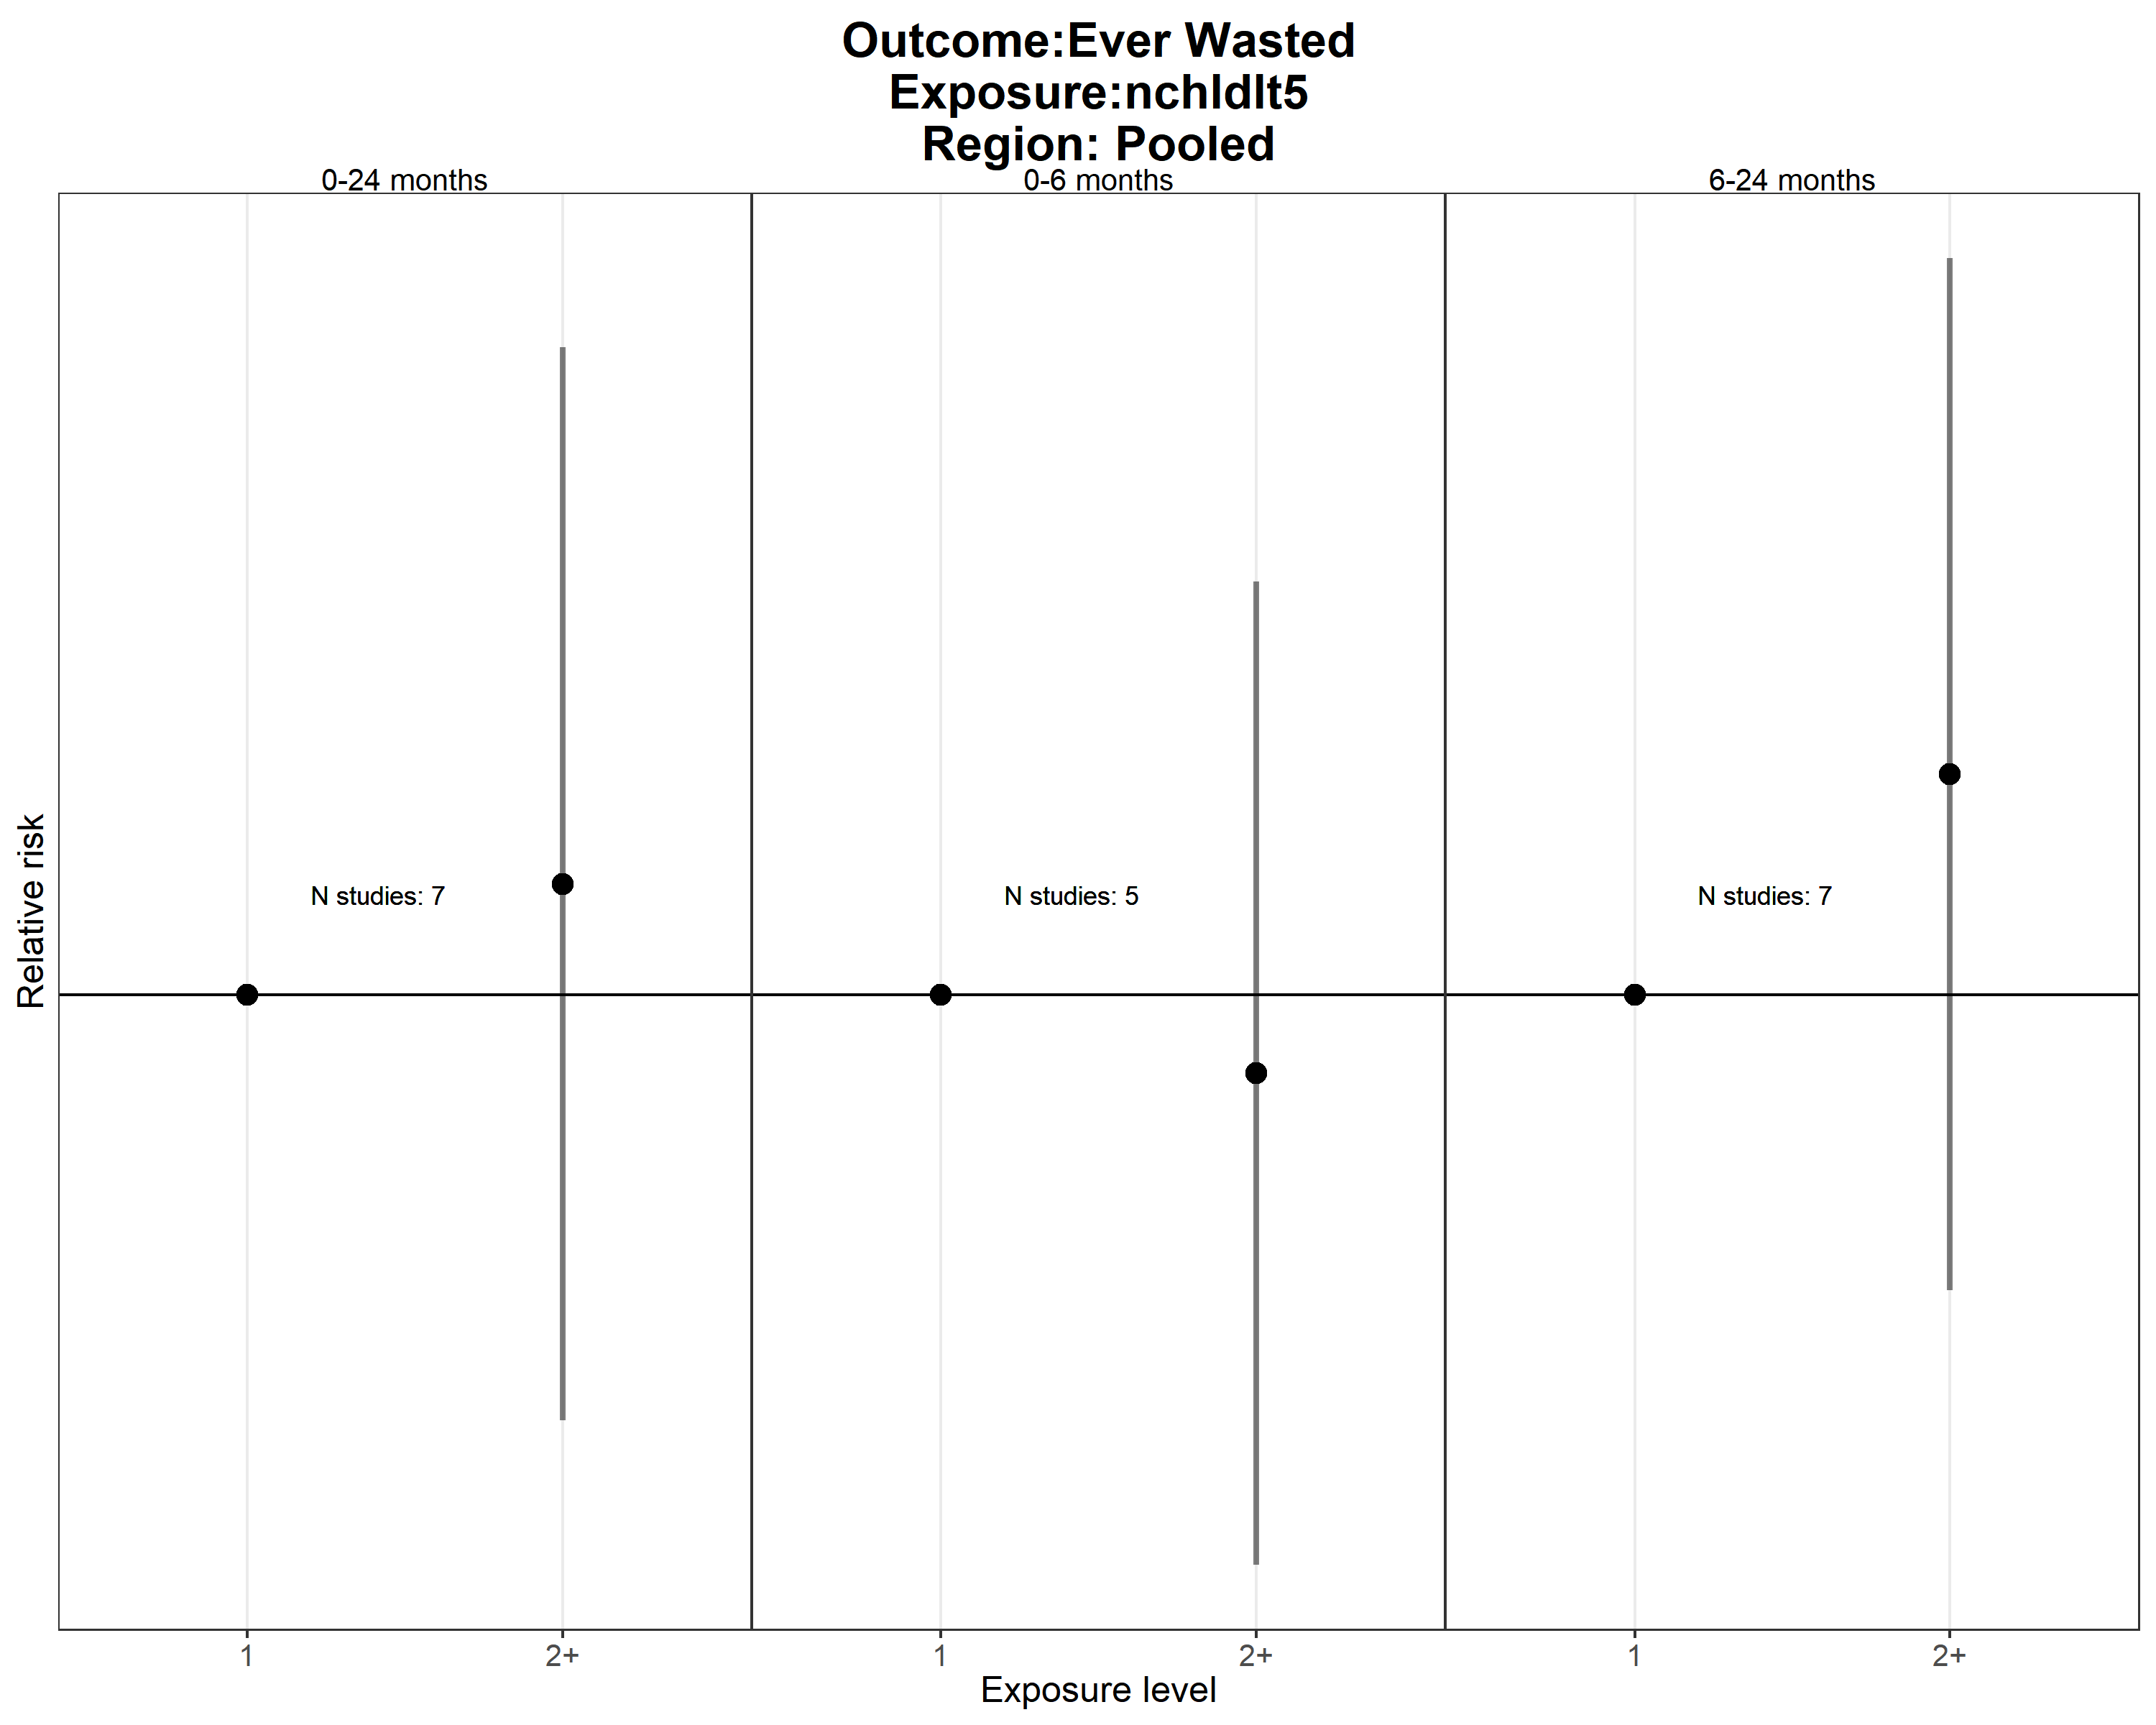 Outcome:Ever Wasted
Exposure:nchldlt5
Region: Pooled
0-24 months
0-6 months
6-24 months
Relative risk
N studies: 7
N studies: 5
N studies: 7
1
2+
1
2+
1
2+
Exposure level